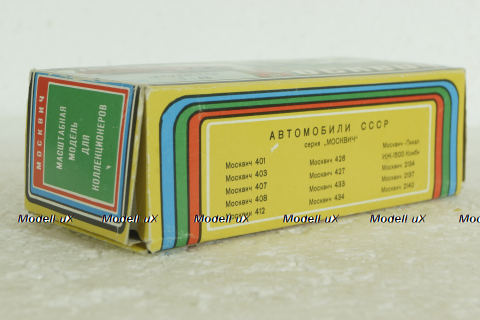 МОСКВИЧ
МАСШТАБНАЯ
МОДЕЛЬ
ДЛЯ
КОЛЛЕКЦИОНЕРОВ
АВТОМОБИЛИ СССР
серия „МОСКВИЧ"
Москвич 401
Москвич 403
Москвич 407
Москвич 408
412
Москвич 426
Москвич 427
Москвич 433
Москвич 434
Москвич -Пикап
ИЖ-1500 Комби
Москвич 2134
Москвич 2137
Москвич 2140
Modell uX Modell uX Modell uX Modell uX Modell uX